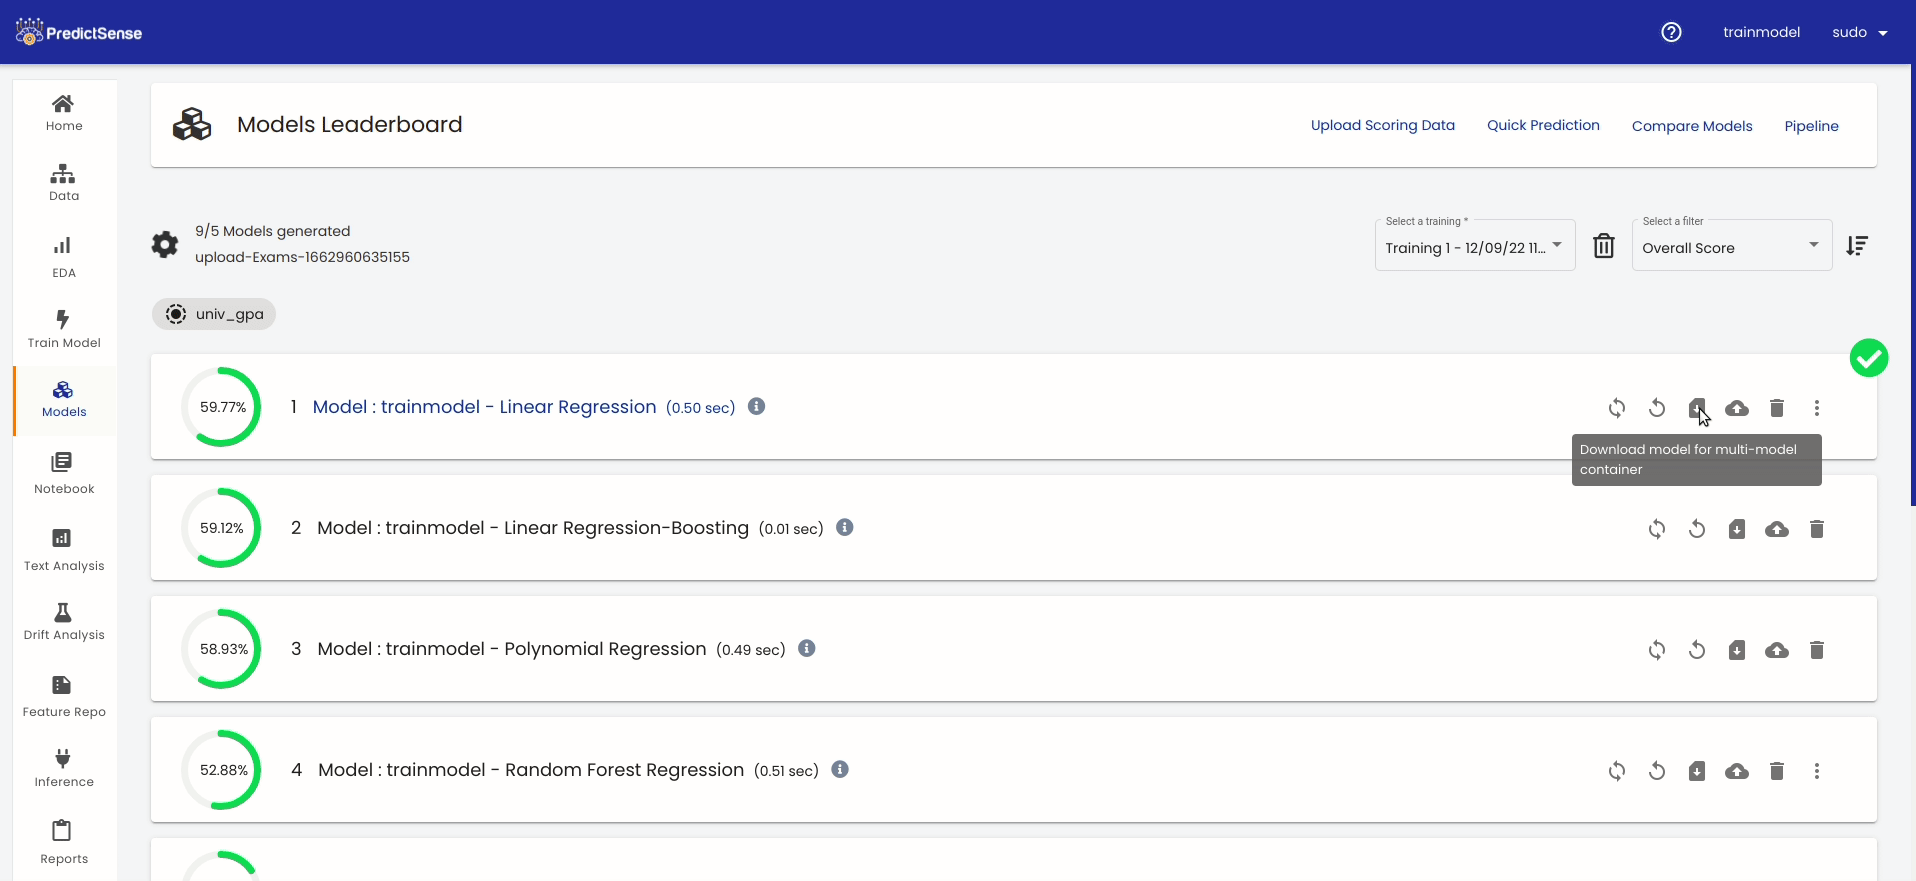 PredictSense
trainmodel
sudo
Home
Data
EDA
Train Model
Models
Notebook
Text Analysis
Drift Analysis
Feature Repo
Inference
Reports
Models Leaderboard
Upload Scoring Data
Quick Prediction
Compare Models
Pipeline
9/5 Models generated
upload-Exams-1662960635155
Select a training *
Training 1 - 12/09/22 11...
Select a filter
Overall Score
univ_gpa
59.77% 1 Model : trainmodel - Linear Regression (0.50 sec)
Download model for multi-model
container
59.12% 2 Model : trainmodel - Linear Regression-Boosting (0.01 sec)
58.93% 3 Model : trainmodel - Polynomial Regression (0.49 sec)
52.88% 4 Model : trainmodel - Random Forest Regression (0.51 sec)